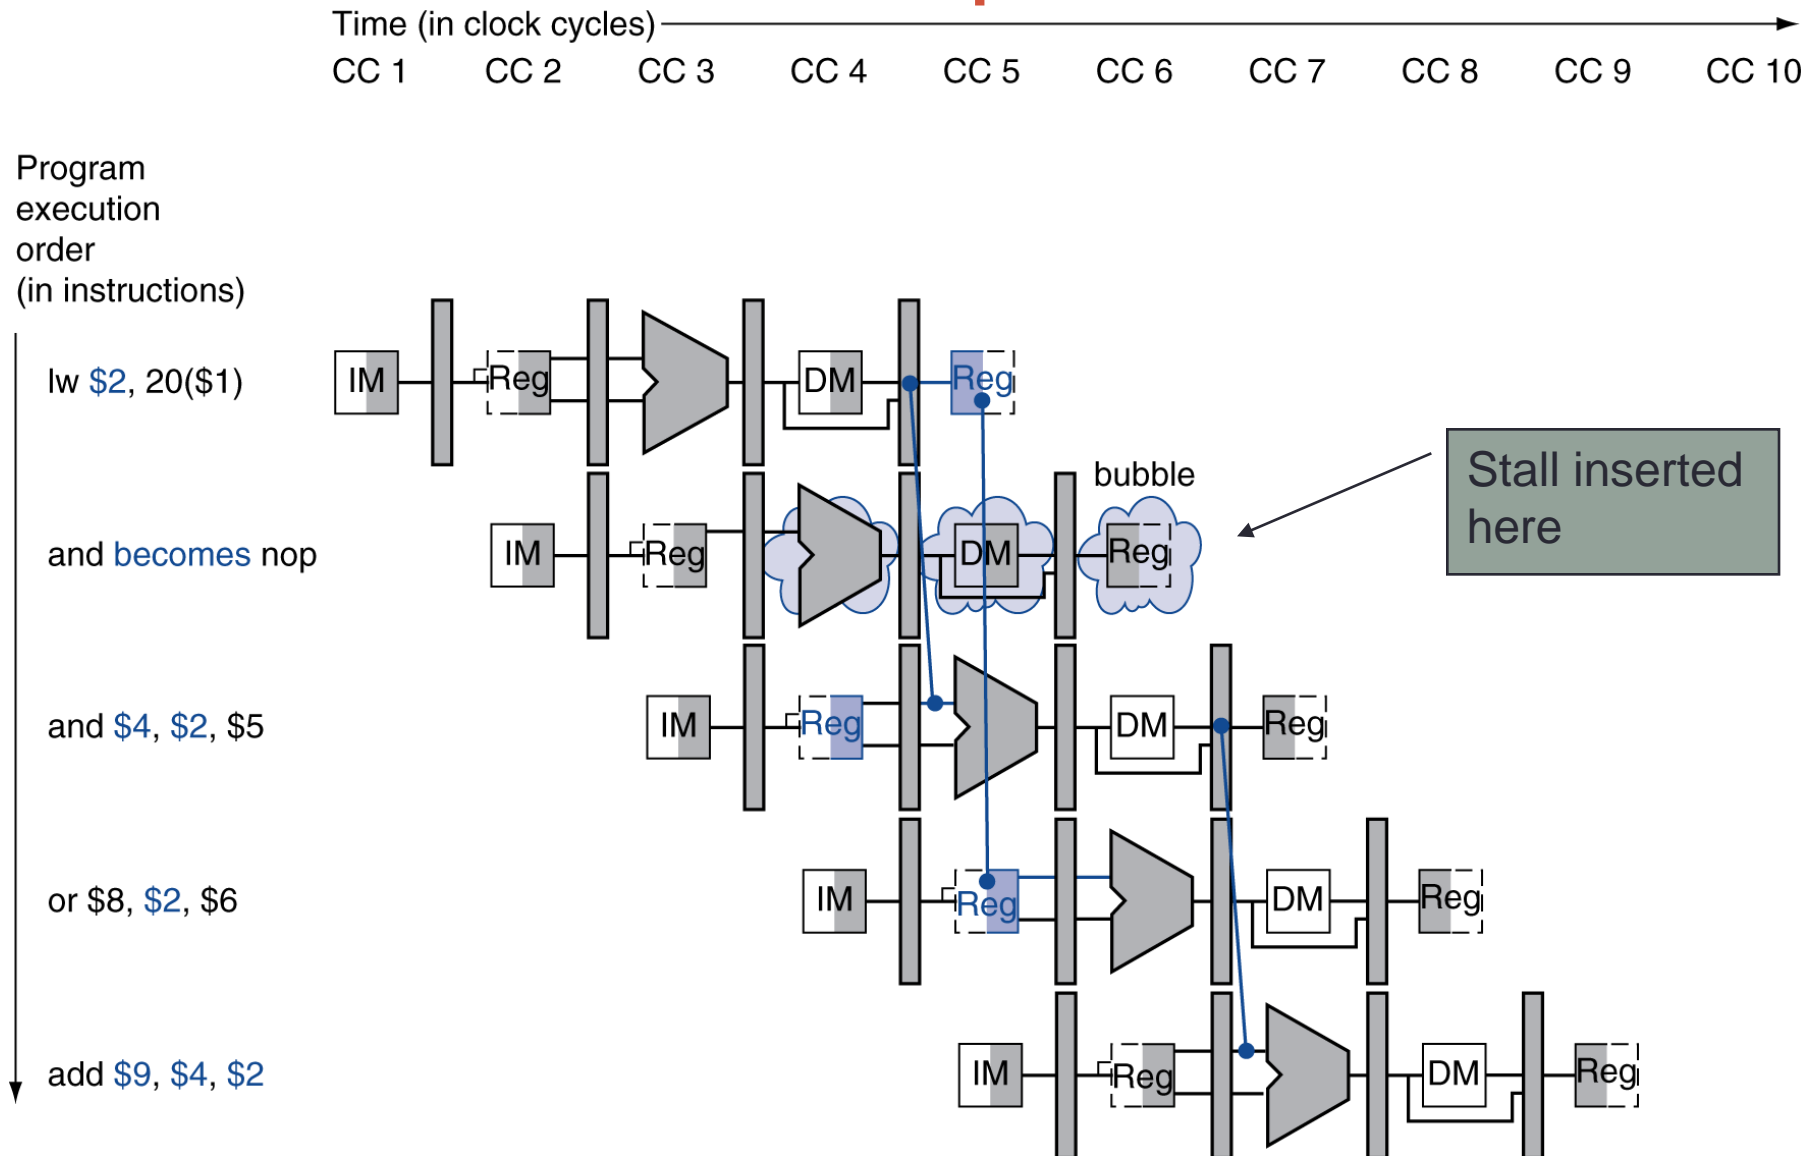 Time (in clock cycles)
CC 1 CC 2 CC 3 CC 4 CC 5 CC 6 CC 7 CC 8 CC 9 CC 10
Program
execution
order
(in instructions)
lw $2, 20($1) IM Reg DM Reg
bubble
Stall inserted
here
and becomes nop IM Reg DM Reg
and $4, $2, $5 IM Reg DM Reg
or $8, $2, $6 IM Reg DM Reg
add $9, $4, $2 IM Reg DM Reg